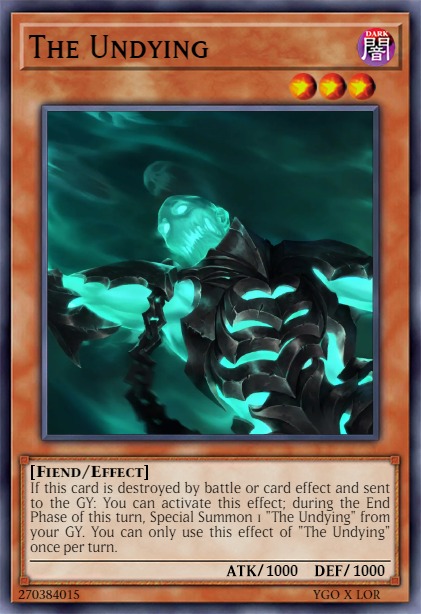 The Undying
DARK
闇
[Fiend/Effect]
If this card is destroyed by battle or card effect and sent
to the GY: You can activate this effect; during the End
Phase of this turn, Special Summon 1 "The Undying" from
your GY. You can only use this effect of "The Undying"
once per turn.
ATK/1000 DEF/1000
270384015 YGO X LOR